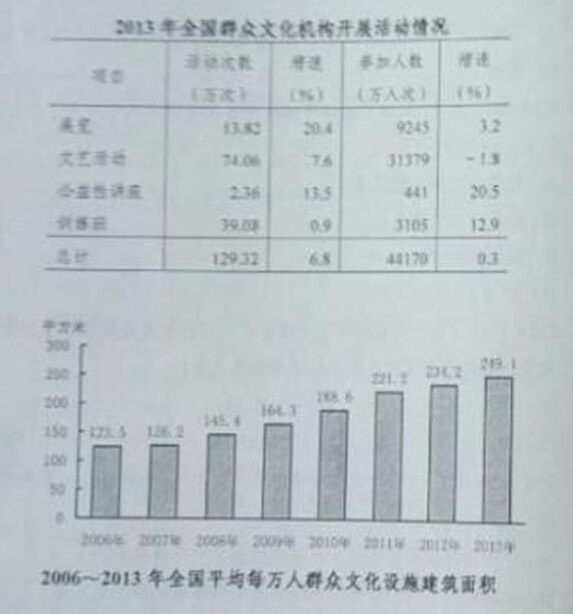 2013年全国群众文化机构开展活动情况
项目 活动次数（万次） 增速（%） 参加人数（万人次） 增速（%）
展览 13.82 20.4 9245 3.2
文艺活动 74.06 7.6 31379 -1.8
公益性讲座 2.36 13.5 441 20.5
训练班 39.08 0.9 3105 12.9
总计 129.32 6.8 44170 0.3
平方米
300
250
200
150
100
50
0
123.5 126.2 145.4 164.3 188.6 221.2 234.2 249.1
2006年 2007年 2008年 2009年 2010年 2011年 2012年 2013年
2006～2013年全国平均每万人群众文化设施建筑面积